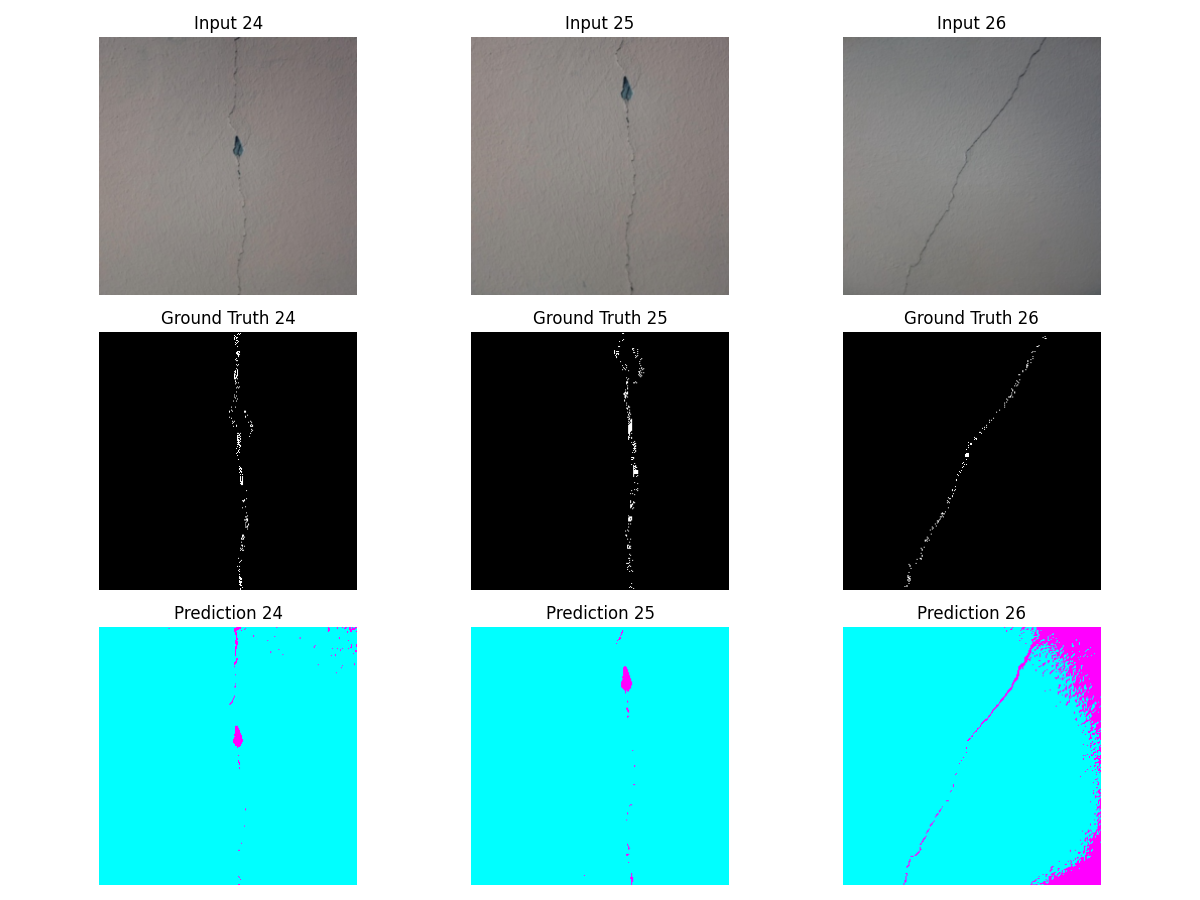 Input 24
Input 25
Input 26
Ground Truth 24
Ground Truth 25
Ground Truth 26
Prediction 24
Prediction 25
Prediction 26